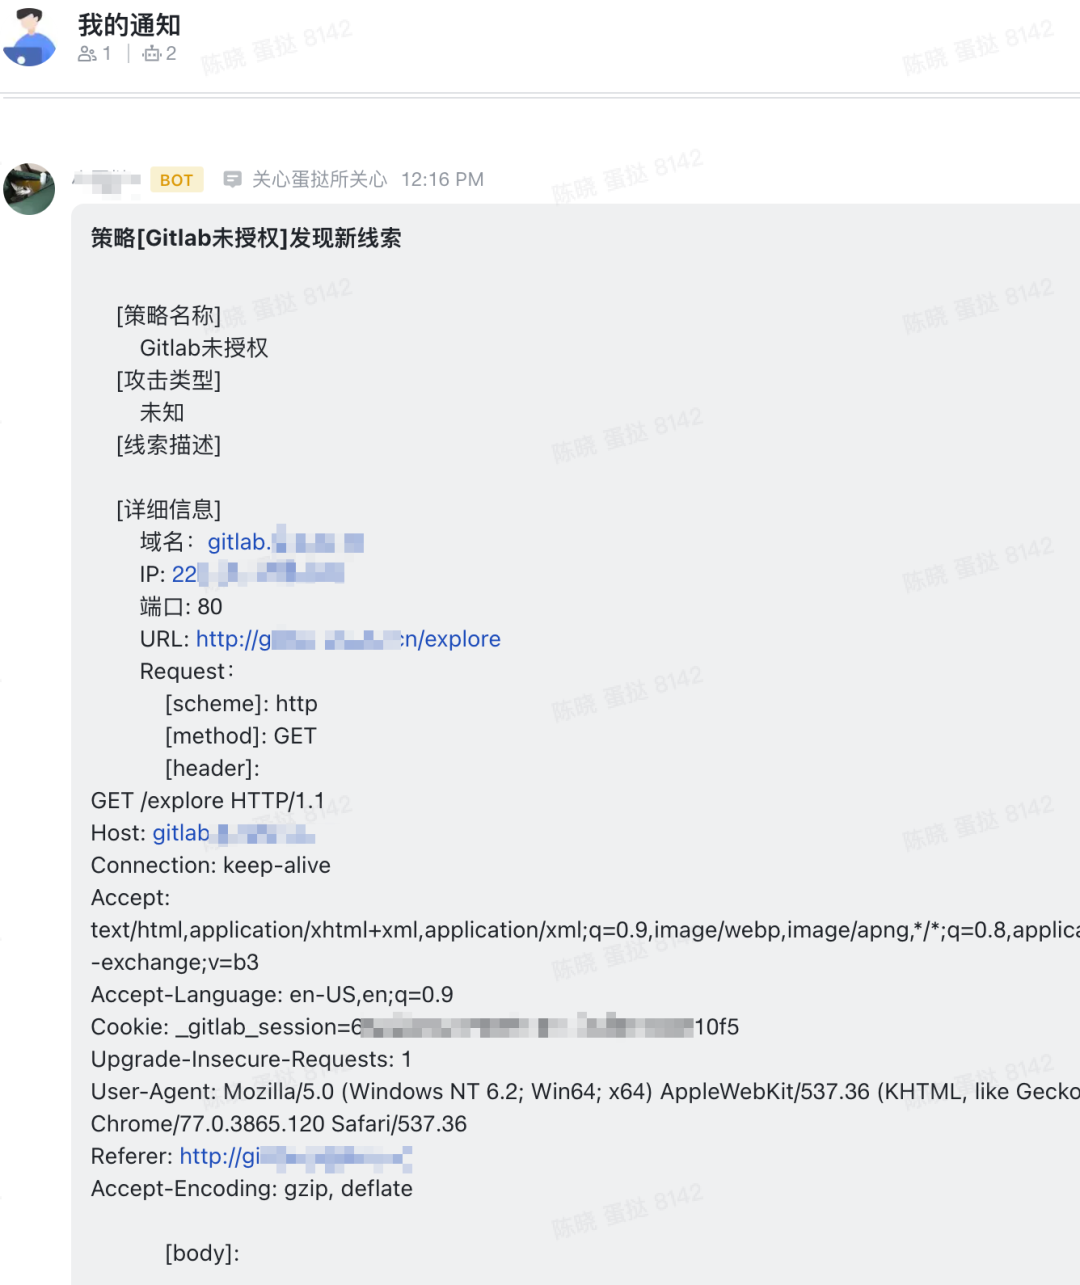 我的通知
1 | 2
BOT 关心蛋挞所关心 12:16 PM
策略[Gitlab未授权]发现新线索
[策略名称]
Gitlab未授权
[攻击类型]
未知
[线索描述]
[详细信息]
域名: gitlab.
IP: 22
端口: 80
URL: http://g cn/explore
Request:
[scheme]: http
[method]: GET
[header]:
GET /explore HTTP/1.1
Host: gitlab
Connection: keep-alive
Accept:
text/html,application/xhtml+xml,application/xml;q=0.9,image/webp,image/apng,*/*;q=0.8,applica
-exchange;v=b3
Accept-Language: en-US,en;q=0.9
Cookie: _gitlab_session=6 10f5
Upgrade-Insecure-Requests: 1
User-Agent: Mozilla/5.0 (Windows NT 6.2; Win64; x64) AppleWebKit/537.36 (KHTML, like Gecko
Chrome/77.0.3865.120 Safari/537.36
Referer: http://gi
Accept-Encoding: gzip, deflate
[body]:
陈晓 蛋挞 8142